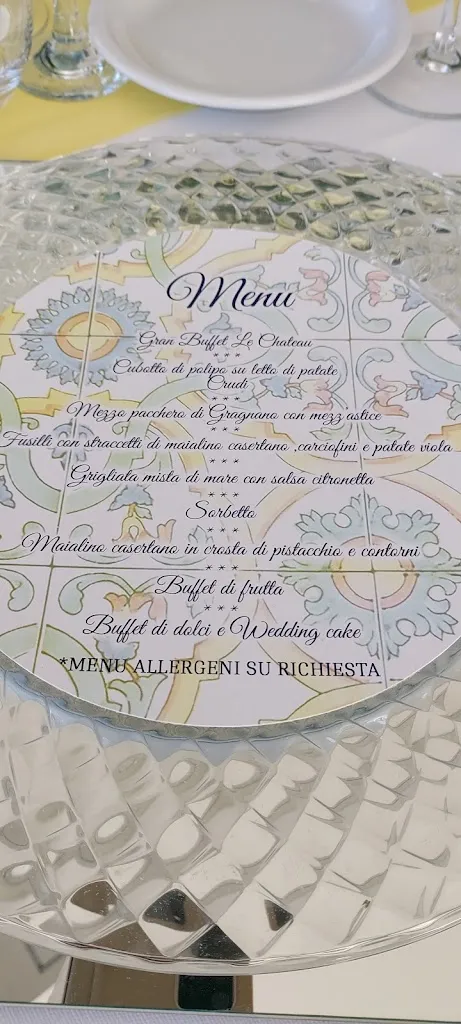 Menu
Gran Buffet Le Chateau
***
Cubotto di polipo su letto di patate
Crudi
***
Mezzo pacchero di Gragnano con mezz astice
***
Fusilli con straccetti di maialino casertano ,carciofini e patate viola
***
Grigliata mista di mare con salsa citronetta
***
Sorbetto
***
Maialino casertano in crosta di pistacchio e contorni
***
Buffet di frutta
***
Buffet di dolci e Wedding cake
*MENU ALLERGENI SU RICHIESTA